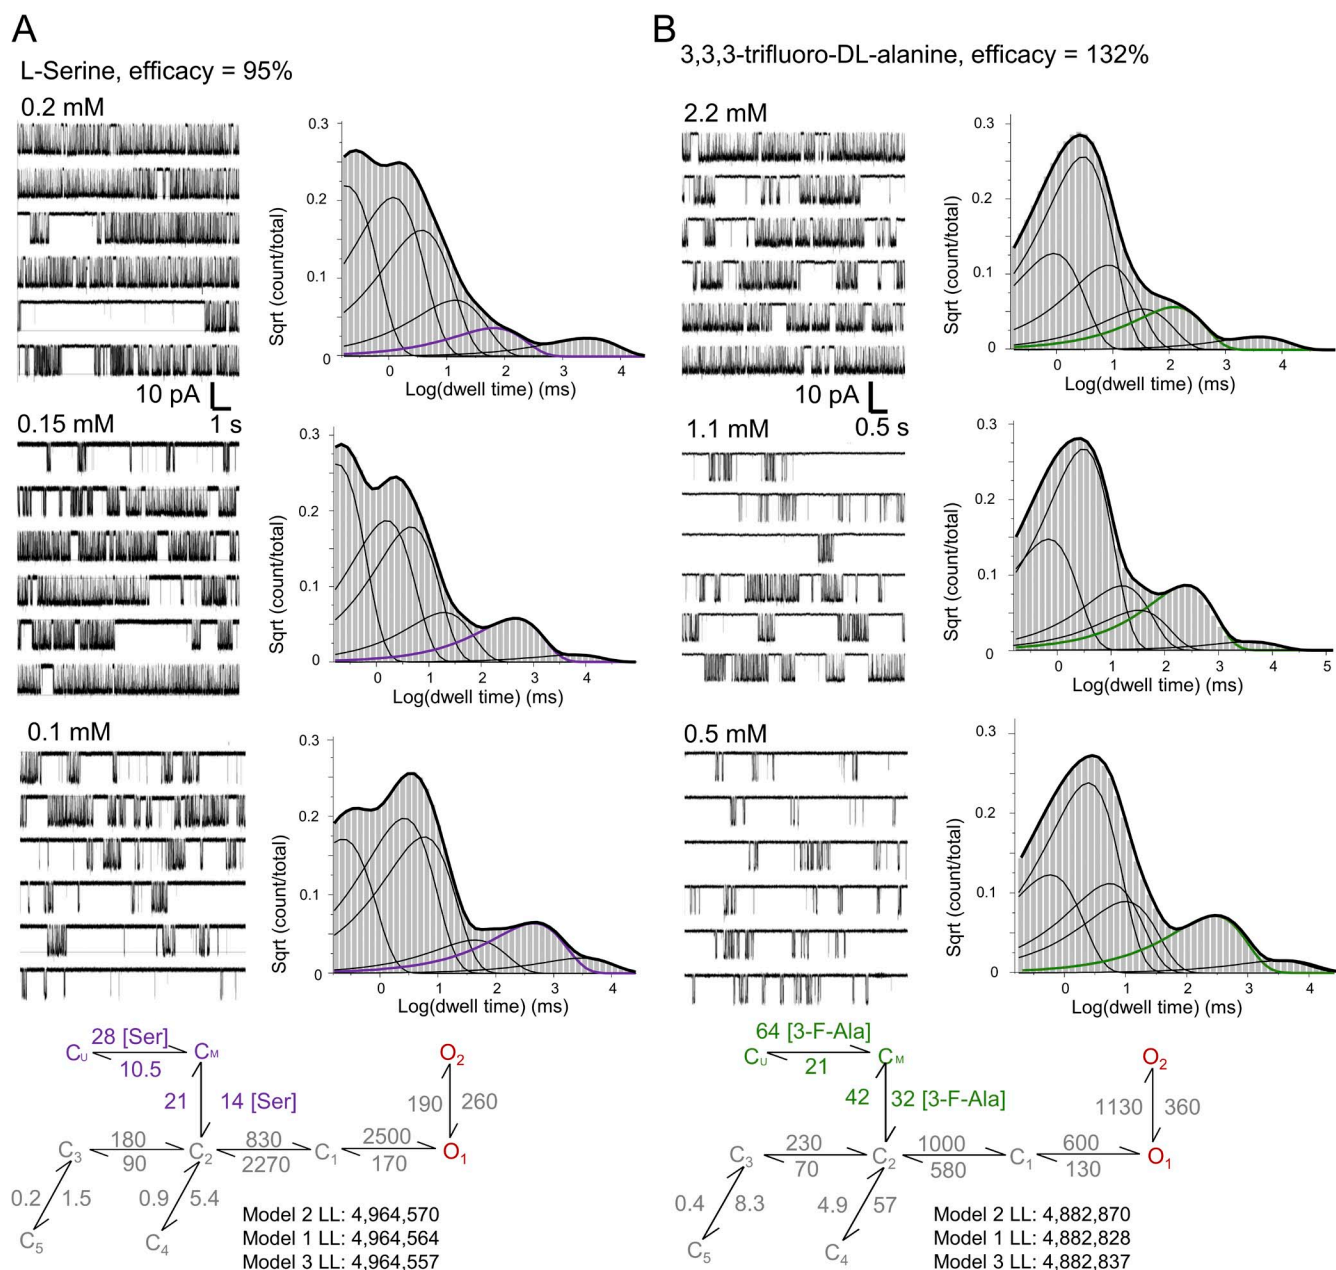 A
L-Serine, efficacy = 95%
0.2 mM
10 pA
1 s
0.3
0.2
0.1
0
Sqrt (count/total)
0 1 2 3 4
Log(dwell time) (ms)
0.15 mM
0.3
0.2
0.1
0
Sqrt (count/total)
0 1 2 3 4
Log(dwell time) (ms)
0.1 mM
0.3
0.2
0.1
0
Sqrt (count/total)
0 1 2 3 4
Log(dwell time) (ms)
CU 28 [Ser] CM
10.5
21 14 [Ser]
O2
190 260
C3 180 C2 830 C1 2500 O1
90 2270 170
0.2 1.5 0.9 5.4
C5 C4
Model 2 LL: 4,964,570
Model 1 LL: 4,964,564
Model 3 LL: 4,964,557
B
3,3,3-trifluoro-DL-alanine, efficacy = 132%
2.2 mM
10 pA
0.5 s
0.3
0.2
0.1
0
Sqrt (count/total)
0 1 2 3 4
Log(dwell time) (ms)
1.1 mM
0.3
0.2
0.1
0
Sqrt (count/total)
0 1 2 3 4 5
Log(dwell time) (ms)
0.5 mM
0.3
0.2
0.1
0
Sqrt (count/total)
0 1 2 3 4
Log(dwell time) (ms)
CU 64 [3-F-Ala] CM
21
42 32 [3-F-Ala]
O2
1130 360
C3 230 C2 1000 C1 600 O1
70 580 130
0.4 8.3 4.9 57
C5 C4
Model 2 LL: 4,882,870
Model 1 LL: 4,882,828
Model 3 LL: 4,882,837